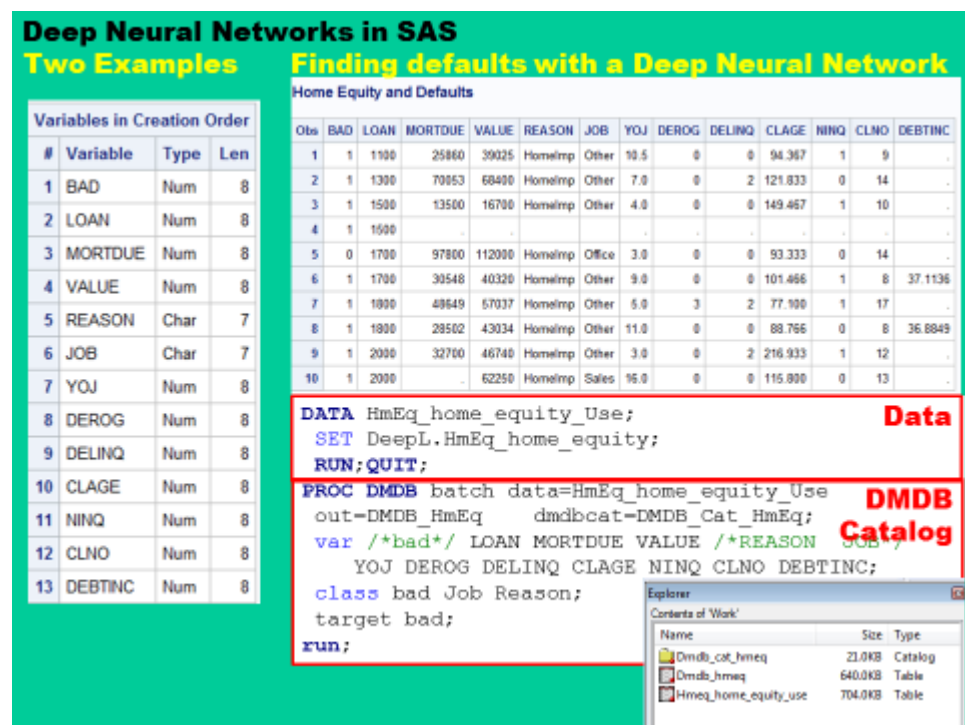 Deep Neural Networks in SAS
Two Examples
Finding defaults with a Deep Neural Network
Variables in Creation Order
# Variable Type Len
1 BAD Num 8
2 LOAN Num 8
3 MORTDUE Num 8
4 VALUE Num 8
5 REASON Char 7
6 JOB Char 7
7 YOJ Num 8
8 DEROG Num 8
9 DELINQ Num 8
10 CLAGE Num 8
11 NINQ Num 8
12 CLNO Num 8
13 DEBTINC Num 8
Home Equity and Defaults
Obs BAD LOAN MORTDUE VALUE REASON JOB YOJ DEROG DELINQ CLAGE NINQ CLNO DEBTINC
1 1 1100 25860 39025 HomeImp Other 10.5 0 0 94.367 1 9 .
2 1 1300 70053 68400 HomeImp Other 7.0 0 2 121.833 0 14 .
3 1 1500 13500 16700 HomeImp Other 4.0 0 0 149.467 1 10 .
4 1 1500 . . . . . . . . .
5 0 1700 97800 112000 HomeImp Office 3.0 0 0 93.333 0 14 .
6 1 1700 30548 40320 HomeImp Other 9.0 0 0 101.466 1 8 37.1136
7 1 1800 48649 57037 HomeImp Other 5.0 3 2 77.100 1 17 .
8 1 1800 28502 43034 HomeImp Other 11.0 0 0 88.766 0 8 36.8849
9 1 2000 32700 46740 HomeImp Other 3.0 0 2 216.933 1 12 .
10 1 2000 . 62250 HomeImp Sales 16.0 0 0 115.800 0 13 .
DATA HmEq_home_equity_Use;
SET DeepL.HmEq_home_equity;
RUN;QUIT;
Data
PROC DMDB batch data=HmEq_home_equity_Use
out=DMDB_HmEq dmdbcat=DMDB_Cat_HmEq;
var /*bad*/ LOAN MORTDUE VALUE /*REASON JOB*/
YOJ DEROG DELINQ CLAGE NINQ CLNO DEBTINC;
class bad Job Reason;
target bad;
run;
DMDB
Catalog
Explorer
Contents of 'Work'
Name Size Type
Dmdb_cat_hmeq 21.0KB Catalog
Dmdb_hmeq 640.0KB Table
Hmeq_home_equity_use 704.0KB Table